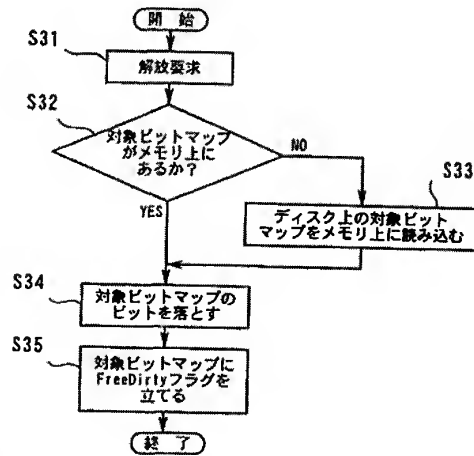 開 始
S31
解放要求
S32
対象ビットマップ
がメモリ上に
あるか?
NO
S33
YES
ディスク上の対象ビット
マップをメモリ上に読み込む
S34
対象ビットマップの
ビットを落とす
S35
対象ビットマップに
FreeDirtyフラグを
立てる
終 了